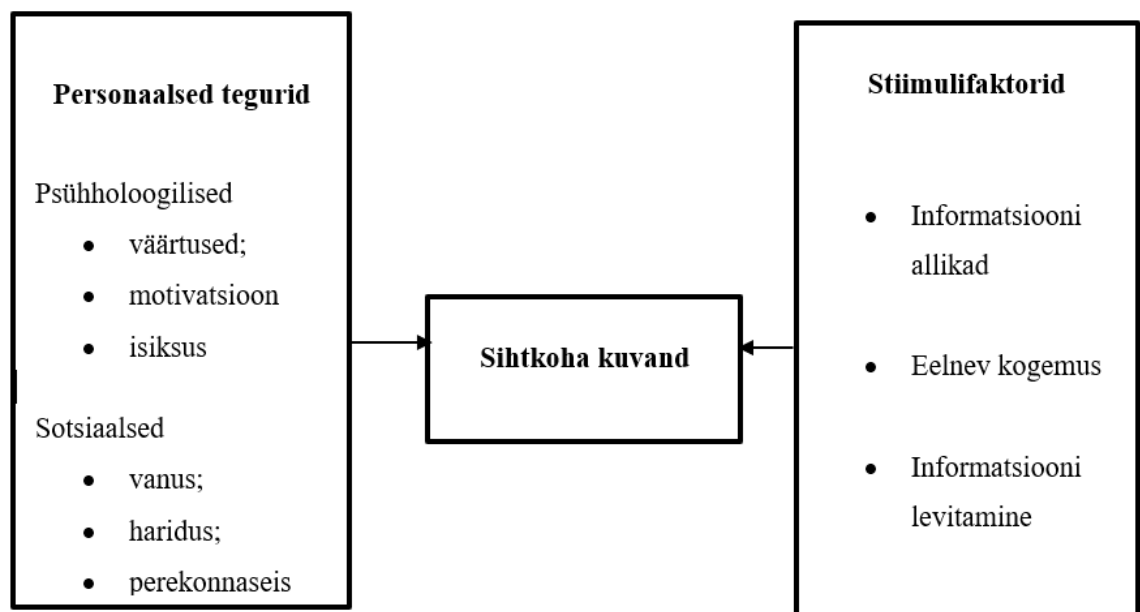 Personaalsed tegurid
Psühholoogilised
• väärtused;
• motivatsioon
• isiksus
Sotsiaalsed
• vanus;
• haridus;
• perekonnaseis
Sihtkoha kuvand
Stiimulifaktorid
• Informatsiooni
allikad
• Eelnev kogemus
• Informatsiooni
levitamine